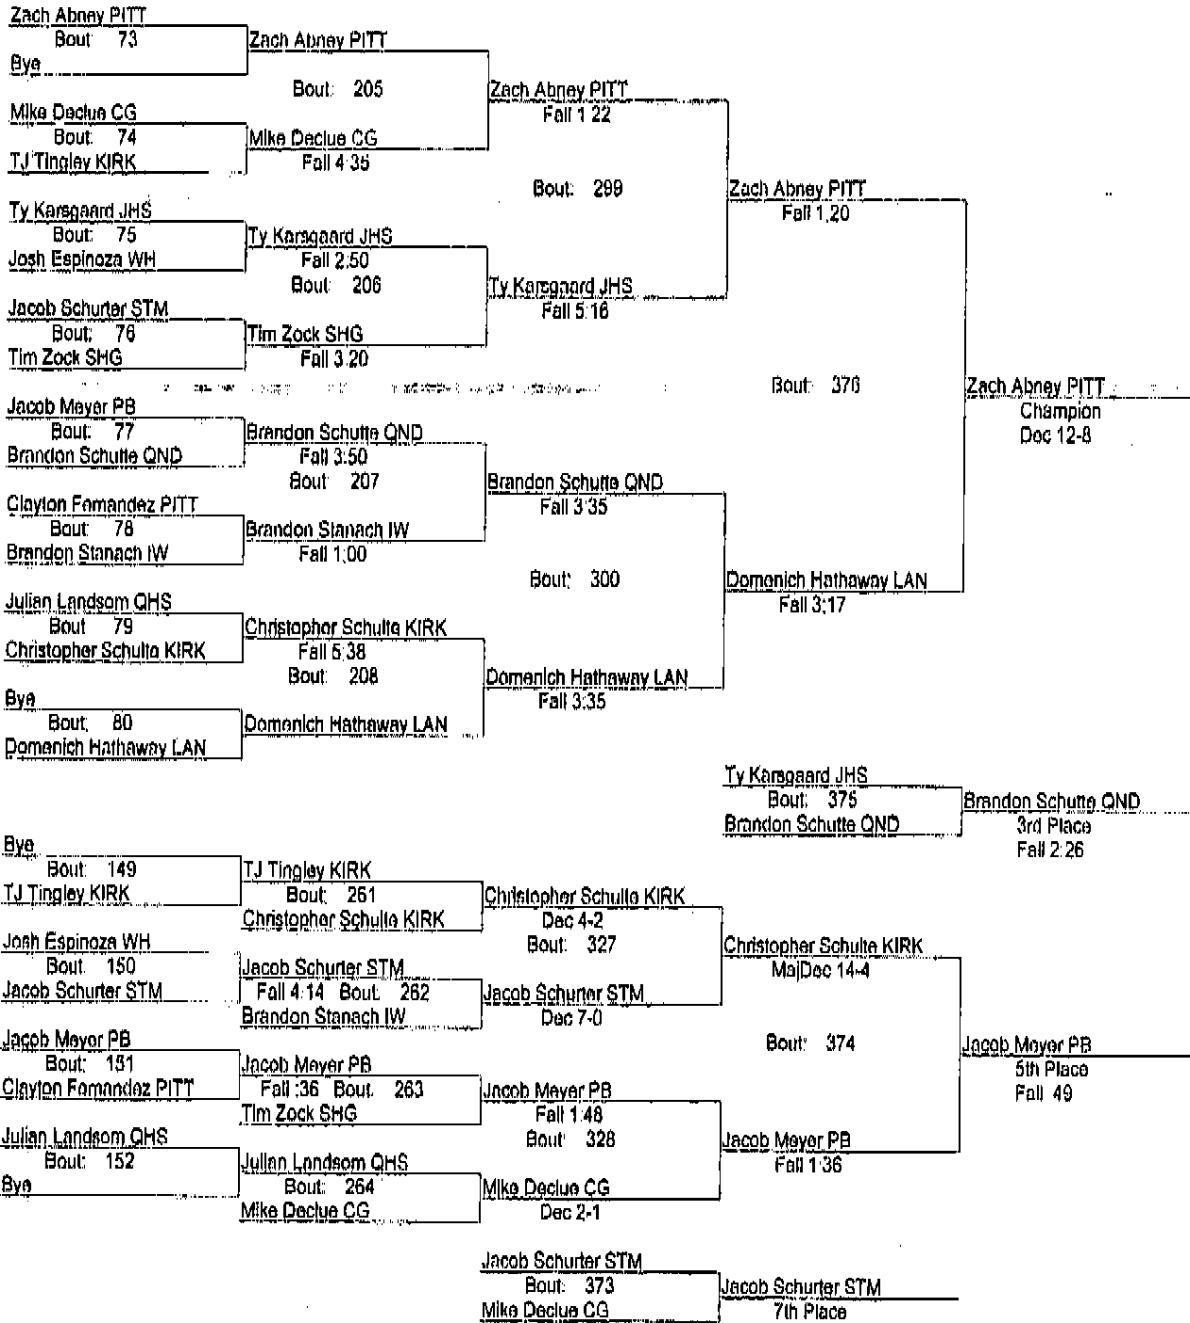 Zach Abney PITT
Bout: 73
Bye
Zach Abney PITT
Bout: 205
Mike Declue CG
Bout: 74
TJ Tingley KIRK
Mike Declue CG
Fall 4:35
Zach Abney PITT
Fall 1:22
Bout: 299
Ty Karsgaard JHS
Bout: 75
Josh Espinoza WH
Ty Karsgaard JHS
Fall 2:50
Bout: 206
Jacob Schurter STM
Bout: 76
Tim Zock SHG
Tim Zock SHG
Fall 3:20
Ty Karsgaard JHS
Fall 5:16
Zach Abney PITT
Fall 1:20
Bout: 376
Zach Abney PITT
Champion
Dec 12-8
Jacob Meyer PB
Bout: 77
Brandon Schutte QND
Brandon Schutte QND
Fall 3:50
Bout: 207
Clayton Fernandez PITT
Bout: 78
Brandon Stanach IW
Brandon Stanach IW
Fall 1:00
Brandon Schutte QND
Fall 3:35
Bout: 300
Julian Landsom QHS
Bout 79
Christopher Schulte KIRK
Christopher Schulte KIRK
Fall 5:38
Bout: 208
Bye
Bout: 80
Domenich Hathaway LAN
Domenich Hathaway LAN
Domenich Hathaway LAN
Fall 3:35
Domenich Hathaway LAN
Fall 3:17
Ty Karsgaard JHS
Bout: 375
Brandon Schutte QND
Brandon Schutte QND
3rd Place
Fall 2:26
Bye
Bout: 149
TJ Tingley KIRK
TJ Tingley KIRK
Bout: 261
Christopher Schulte KIRK
Christopher Schulte KIRK
Dec 4-2
Bout: 327
Josh Espinoza WH
Bout: 150
Jacob Schurter STM
Jacob Schurter STM
Fall 4:14 Bout: 262
Brandon Stanach IW
Jacob Schurter STM
Dec 7-0
Christopher Schulte KIRK
MajDec 14-4
Bout: 374
Jacob Meyer PB
5th Place
Fall :49
Jacob Meyer PB
Bout: 151
Clayton Fernandez PITT
Jacob Meyer PB
Fall :36 Bout: 263
Tim Zock SHG
Jacob Meyer PB
Fall 1:48
Bout: 328
Julian Landsom QHS
Bout: 152
Bye
Julian Landsom QHS
Bout: 264
Mike Declue CG
Mike Declue CG
Dec 2-1
Jacob Meyer PB
Fall 1:36
Jacob Schurter STM
Bout: 373
Mike Declue CG
Jacob Schurter STM
7th Place